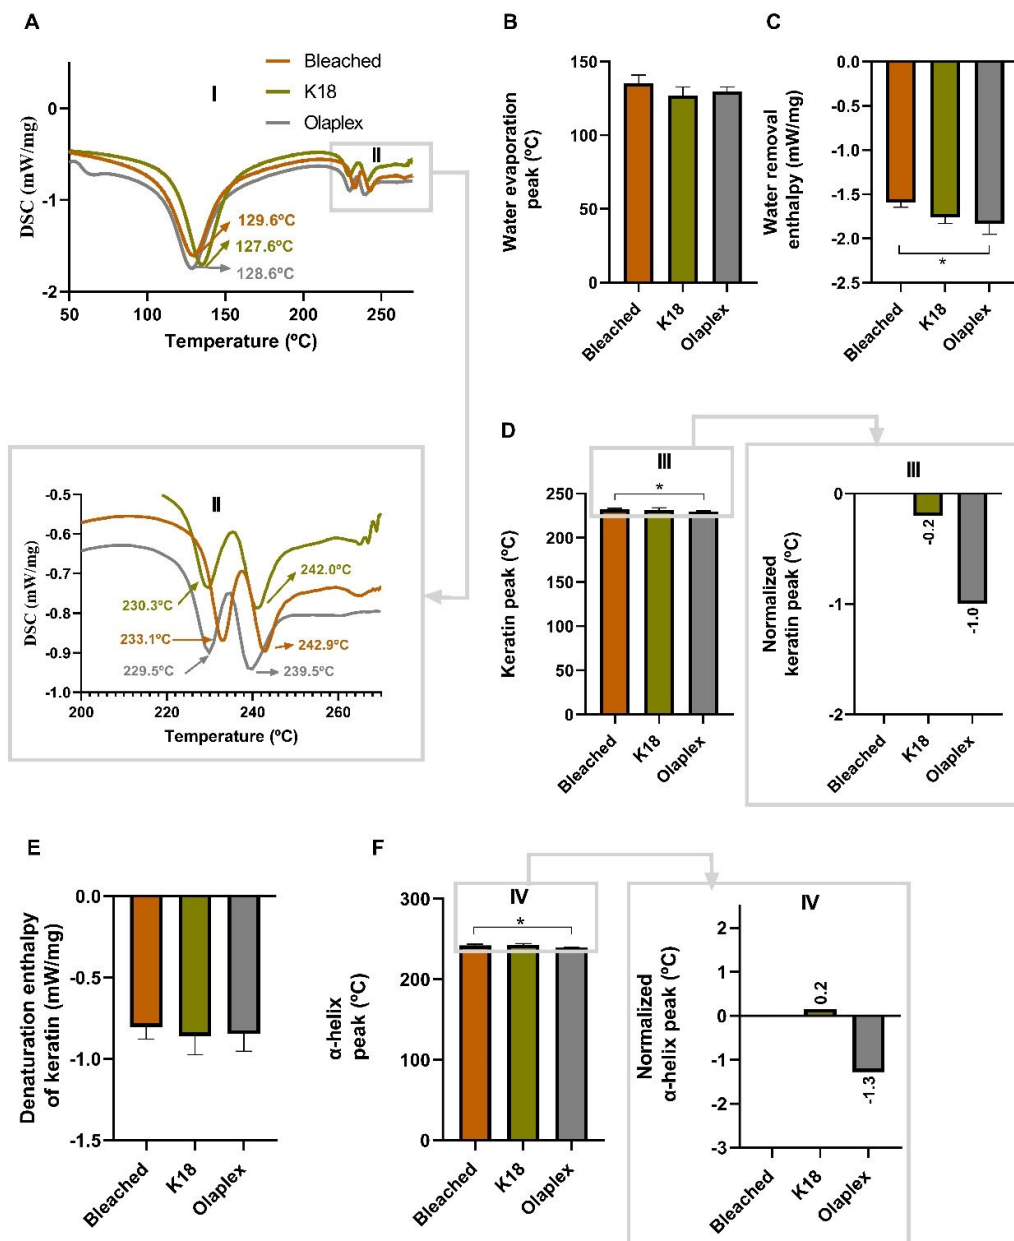 A
Bleached
K18
Olaplex
I
II
0
-1
-2
DSC (mW/mg)
129.6ºC
127.6ºC
128.6ºC
50
100
150
200
250
Temperature (ºC)
B
150
100
50
0
Water evaporation
peak (ºC)
Bleached
K18
Olaplex
C
0.0
-0.5
-1.0
-1.5
-2.0
-2.5
Water removal
enthalpy (mW/mg)
*
Bleached
K18
Olaplex
II
-0.5
-0.6
-0.7
-0.8
-0.9
-1.0
DSC (mW/mg)
230.3ºC
242.0ºC
233.1ºC
242.9ºC
229.5ºC
239.5ºC
200
220
240
260
Temperature (ºC)
D
III
*
250
200
150
100
50
0
Keratin peak (ºC)
Bleached
K18
Olaplex
III
0
-1
-2
Normalized
keratin peak (ºC)
-0.2
-1.0
Bleached
K18
Olaplex
E
0.0
-0.5
-1.0
-1.5
Denaturation enthalpy
of keratin (mW/mg)
Bleached
K18
Olaplex
F
IV
*
300
200
100
0
α-helix
peak (ºC)
Bleached
K18
Olaplex
IV
2
1
0
-1
-2
-3
Normalized
α-helix peak (ºC)
0.2
-1.3
Bleached
K18
Olaplex